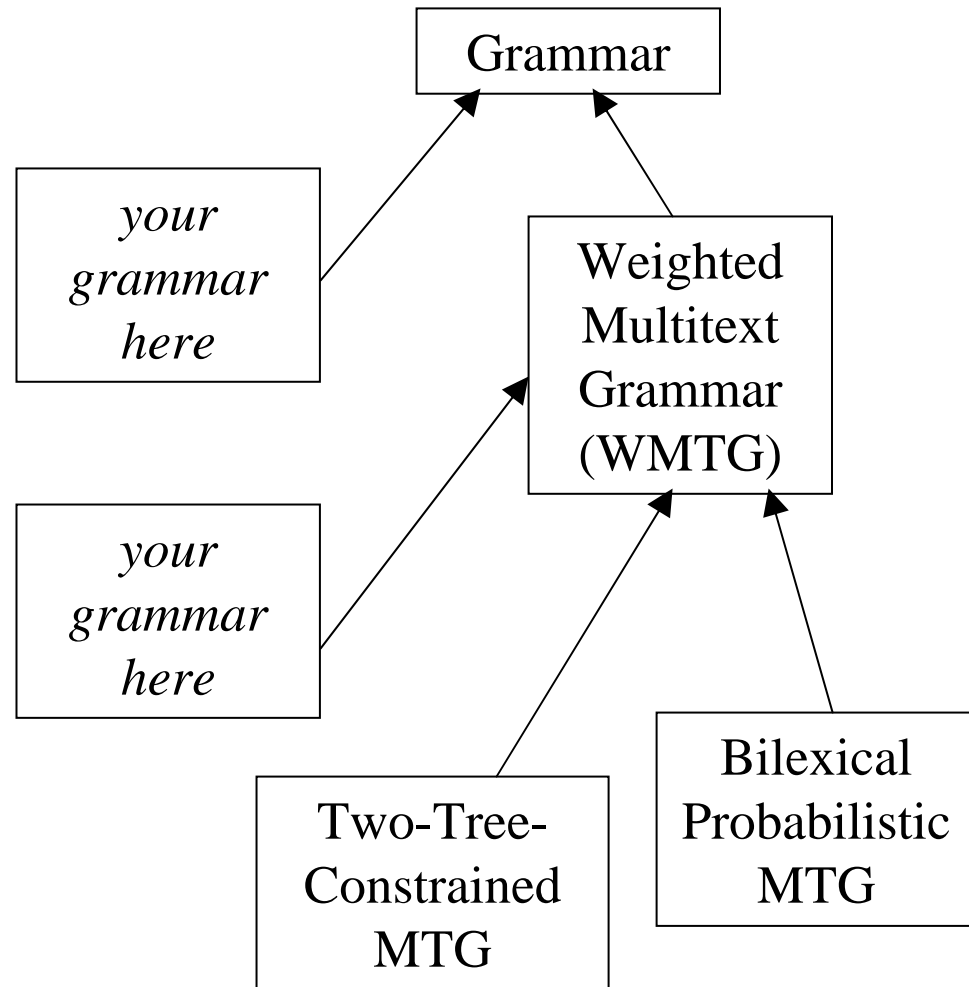 Grammar
your
grammar
here
Weighted
Multitext
Grammar
(WMTG)
your
grammar
here
Two-Tree-
Constrained
MTG
Bilexical
Probabilistic
MTG